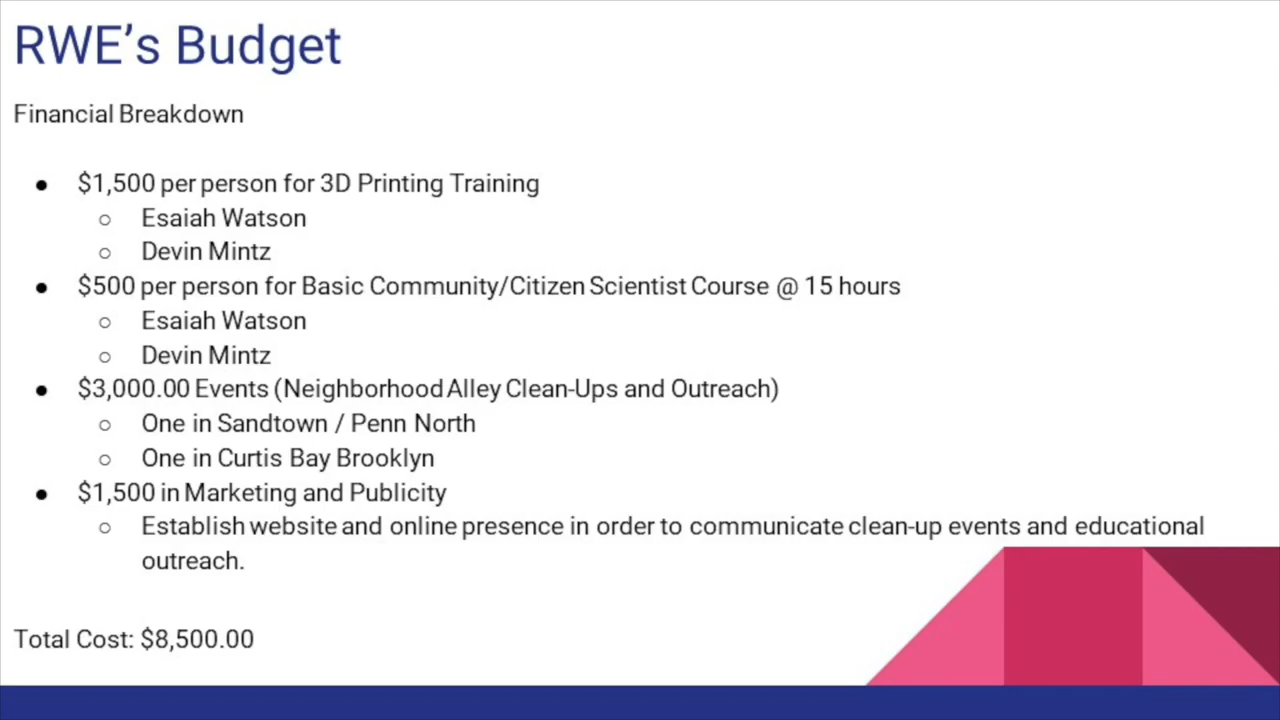 RWE’s Budget
Financial Breakdown
● $1,500 per person for 3D Printing Training
○ Esaiah Watson
○ Devin Mintz
● $500 per person for Basic Community/Citizen Scientist Course @ 15 hours
○ Esaiah Watson
○ Devin Mintz
● $3,000.00 Events (Neighborhood Alley Clean-Ups and Outreach)
○ One in Sandtown / Penn North
○ One in Curtis Bay Brooklyn
● $1,500 in Marketing and Publicity
○ Establish website and online presence in order to communicate clean-up events and educational
outreach.
Total Cost: $8,500.00